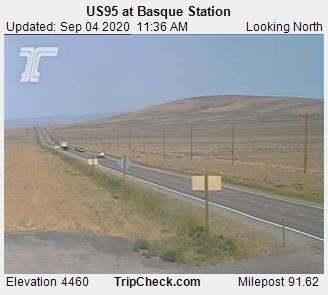 US95 at Basque Station
Updated: Sep 04 2020 11:36 AM Looking North
Elevation 4460 TripCheck.com Milepost 91.62